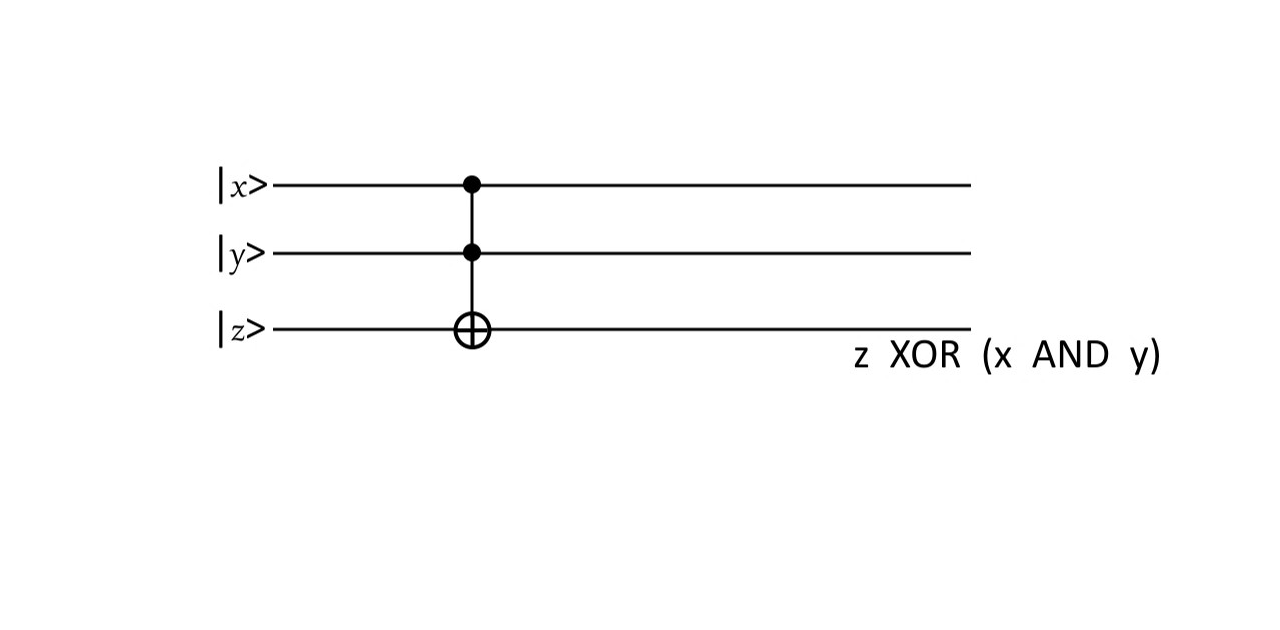 |x>
|y>
|z>
z XOR (x AND y)